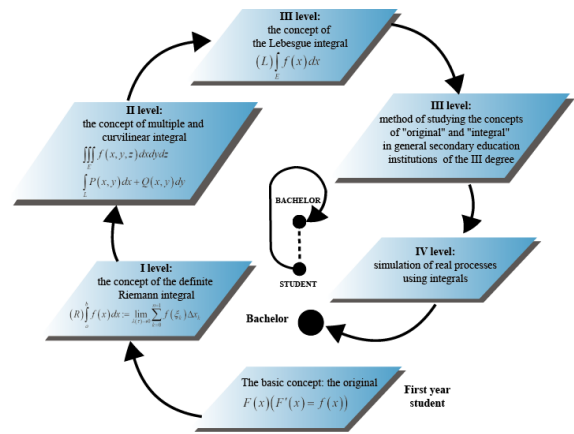 III level:
the concept of
the Lebesgue integral
(L)∫_E f(x)dx
II level:
the concept of multiple and
curvilinear integral
∭_E f(x, y, z)dxdydz
∫_L P(x, y)dx + Q(x, y)dy
III level:
method of studying the concepts
of "original" and "integral"
in general secondary education
institutions of the III degree
BACHELOR
STUDENT
I level:
the concept of the definite
Riemann integral
(R)∫_a^b f(x)dx := lim_{λ(τ)→0} ∑_{k=0}^{n-1} f(ξ_k)Δx_k
IV level:
simulation of real processes
using integrals
Bachelor
The basic concept: the original
F(x)(F'(x) = f(x))
First year
student